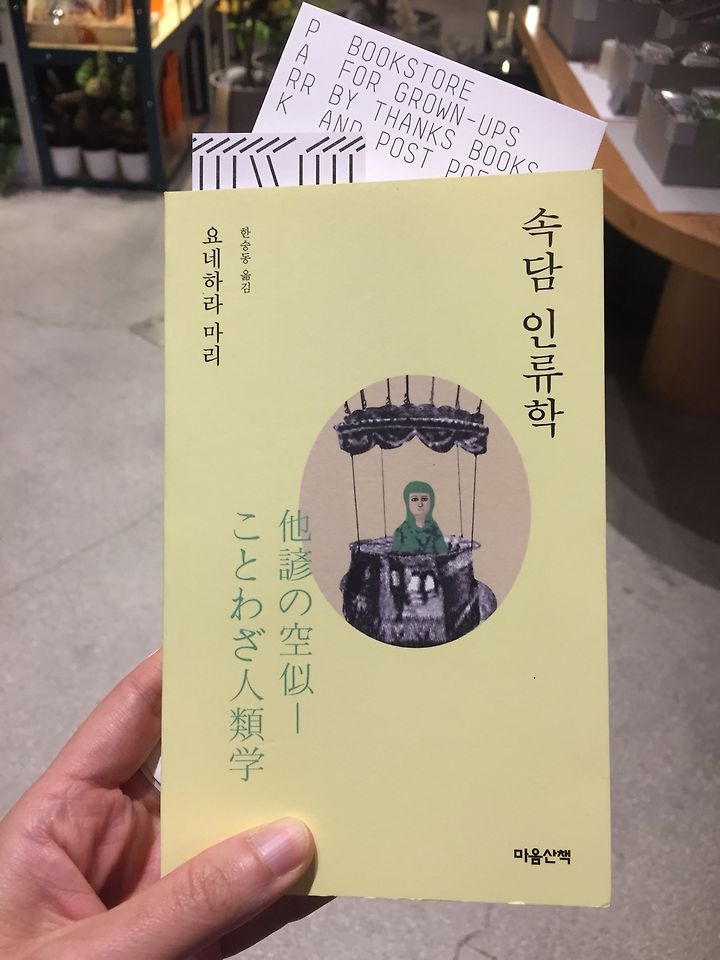 PARRK
BOOKSTORE
FOR GROWN-UPS
BY THANKS BOOKS
AND POST
속담 인류학
한승동 옮김
요네하라 마리
他諺の空似ー
ことわざ人類学
마음산책